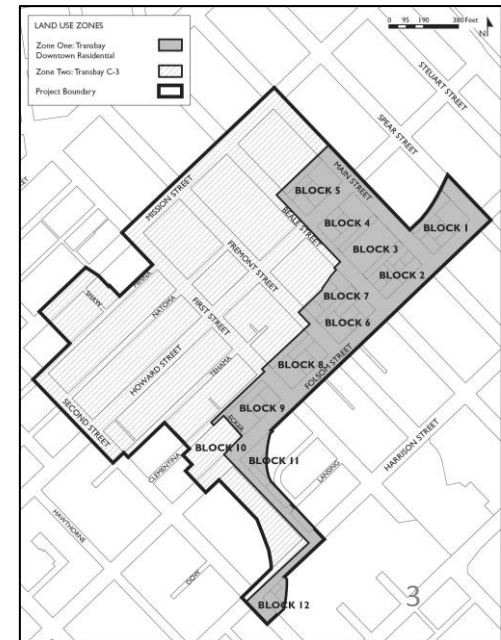 LAND USE ZONES
Zone One: Transbay
Downtown Residential
Zone Two: Transbay C-3
Project Boundary
0 95 190 380 Feet
N
STEUART STREET
SPEAR STREET
MAIN STREET
BLOCK 5
BLOCK 1
MISSION STREET
BEALE STREET
BLOCK 4
BLOCK 3
FREMONT STREET
BLOCK 2
MINNA
SHAW
NATOMA
FIRST STREET
BLOCK 7
BLOCK 6
HOWARD STREET
TEHAMA
BLOCK 8
FOLSOM STREET
SECOND STREET
BLOCK 9
BLOCK 10
CLEMENTINA
BLOCK 11
LANSING
HARRISON STREET
HAWTHORNE
DOW
BLOCK 12
3